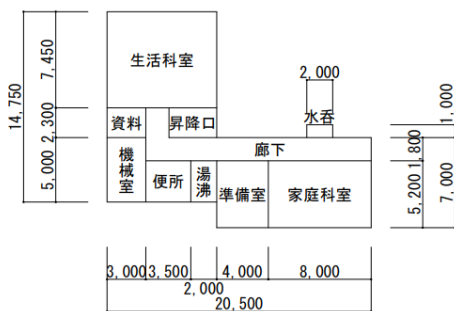 生活科室
2,000
資料
昇降口
水呑
廊下
機械室
便所
湯沸
準備室
家庭科室
14,750
7,450
2,300
5,000
1,000
1,800
5,200
7,000
3,000
3,500
4,000
8,000
2,000
20,500